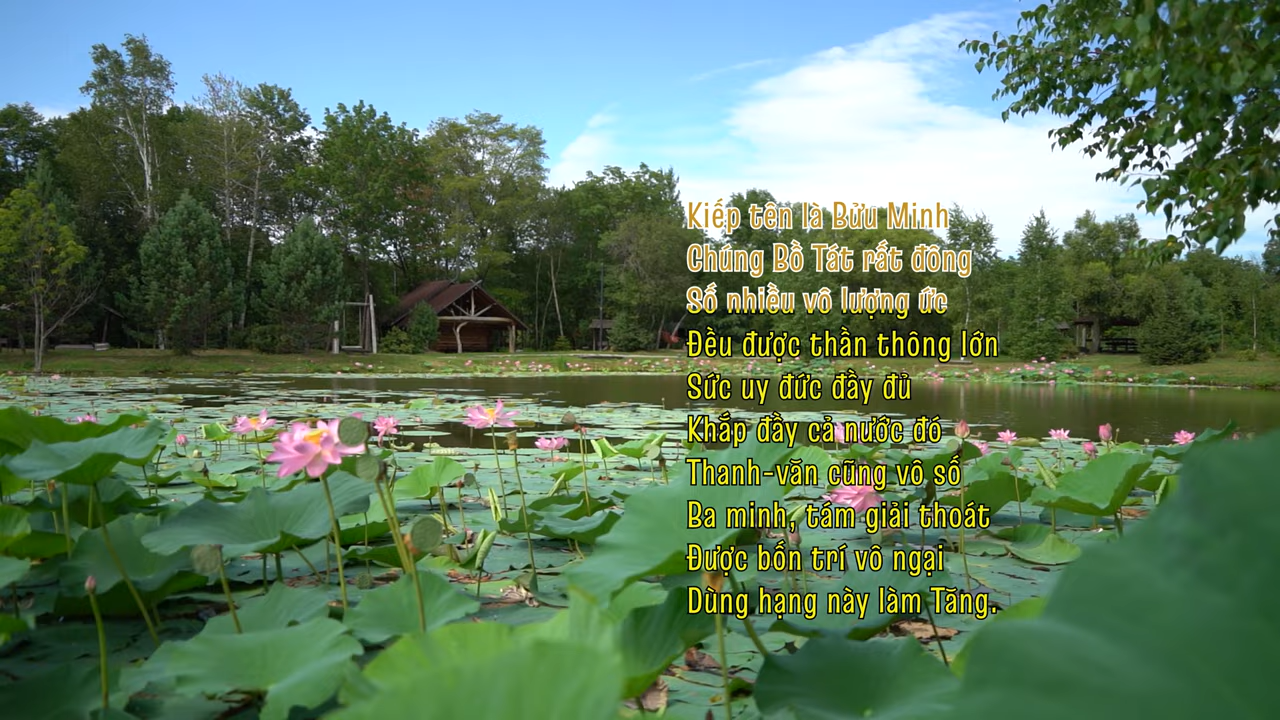 Kiếp tên là Bửu Minh
Chúng Bồ Tát rất đông
Số nhiều vô lượng ức
Đều được thần thông lớn
Sức uy đức đầy đủ
Khắp đầy cả nước đó
Thanh-văn cũng vô số
Ba minh, tám giải thoát
Được bốn trí vô ngại
Dùng hạng này làm Tăng.